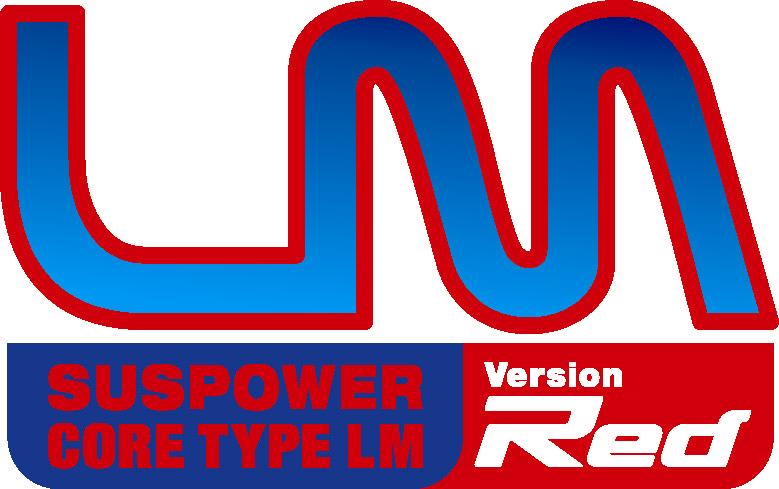 LM
SUSPOWER
CORE TYPE LM
Version
Red